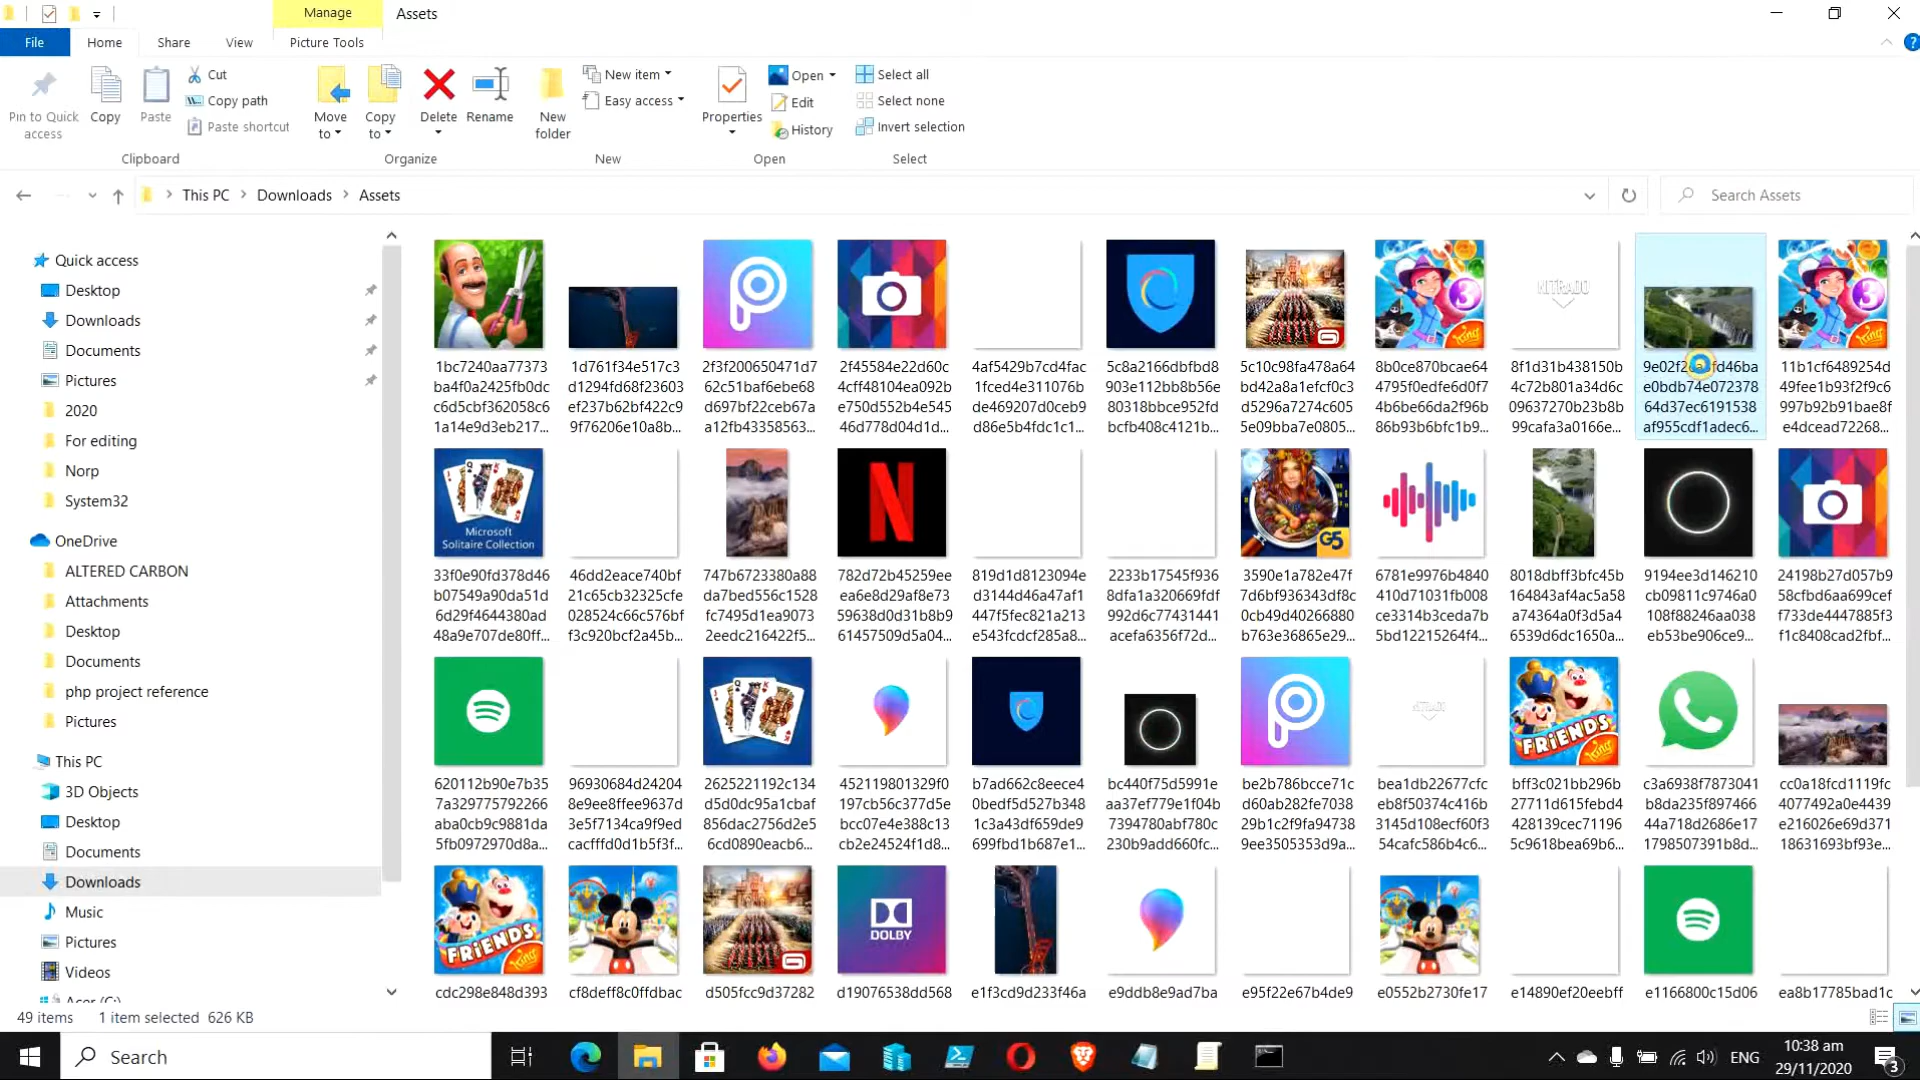 Manage
Assets
File
Home
Share
View
Picture Tools
Pin to Quick
access
Copy
Paste
Cut
Copy path
Paste shortcut
Clipboard
Move
to
Copy
to
Delete
Rename
Organize
New
folder
New item
Easy access
New
Properties
Open
Edit
History
Open
Select all
Select none
Invert selection
Select
This PC
Downloads
Assets
Search Assets
Quick access
Desktop
Downloads
Documents
Pictures
2020
For editing
Norp
System32
OneDrive
ALTERED CARBON
Attachments
Desktop
Documents
php project reference
Pictures
This PC
3D Objects
Desktop
Documents
Downloads
Music
Pictures
Videos
Acer (C:)
1bc7240aa77373
ba4f0a2425fb0dc
c6d5cbf362058c6
1a14e9d3eb217...
1d761f34e517c3
d1294fd68f23603
ef237b62bf422c9
9f76206e10a8b...
2f3f200650471d7
62c51baf6ebe68
d697bf22ceb67a
a12fb43358563...
2f45584e22d60c
4cff48104ea092b
e750d552b4e545
46d778d04d1d...
4af5429b7cd4fac
1fced4e311076b
de469207d0ceb9
d86e5b4fdc1c1...
5c8a2166dbfbd8
903e112bb8b56e
80318bbce952fd
bcfb408c4121b...
5c10c98fa478a64
bd42a8a1efcf0c3
d5296a7274c605
5e09bba7e0805...
8b0ce870bcae64
4795f0edfe6d0f7
4b6be66da2f96b
86b93b6bfc1b9...
NITRADO
8f1d31b438150b
4c72b801a34d6c
09637270b23b8b
99cafa3a0166e...
e0bdb74e072378
64d37ec6191538
af955cdf1adec6...
11b1cf6489254d
49fee1b93f2f9c6
997b92b91bae8f
e4dcead72268...
Microsoft
Solitaire Collection
33f0e90fd378d46
b07549a90da51d
6d29f4644380ad
48a9e707de80ff...
46dd2eace740bf
21c65cb32325cfe
028524c66c576bf
f3c920bcf2a45b...
747b6723380a88
da7bed556c1528
fc7495d1ea9073
2eedc216422f5...
782d72b45259ee
ea6e8d29af8e73
59638d0d31b8b9
61457509d5a04...
819d1d8123094e
d3144d46a47af1
447f5fec821a213
e543fcdcf285a8...
2233b17545f936
8dfa1a320669fdf
992d6c77431441
acefa6356f72d...
G5
3590e1a782e47f
7d6bf936343df8c
0cb49d40266880
b763e36865e29...
6781e9976b4840
410d71031fb008
ce3314b3ceda7b
5bd12215264f4...
8018dbff3bfc45b
164843af4ac5a58
a74364a0f3d5a4
6539d6dc1650a...
9194ee3d146210
cb09811c9746a0
108f88246aa038
eb53be906ce9...
24198b27d057b9
58cfbd6aa699cef
f733de4447885f3
f1c8408cad2fbf...
620112b90e7b35
7a329775792266
aba0cb9c9881da
5fb0972970d8a...
96930684d24204
8e9ee8ffee9637d
3e5f7134ca9f9ed
cacfffd0d1b5f3f...
2625221192c134
d5d0dc95a1cbaf
856dac2756d2e5
6cd0890eacb6...
452119801329f0
197cb56c377d5e
bcc07e4e388c13
cb2e24524f1d8...
b7ad662c8eece4
0bedf5d527b348
1c3a43df659de9
699fbd1b687e1...
bc440f75d5991e
aa37ef779e1f04b
7394780abf780c
230b9add660fc...
be2b786bcce71c
d60ab282fe7038
29b1c2f9fa94738
9ee3505353d9a...
bea1db22677cfc
eb8f50374c416b
3145d108ecf60f3
54cafc586b4c6...
FRiENDS
King
bff3c021bb296b
27711d615febd4
428139cec71196
5c9618bea69b6...
c3a6938f7873041
b8da235f897466
44a718d2686e17
1798507391b8d...
cc0a18fcd1119fc
4077492a0e4439
e216026e69d371
18631693bf93e...
FRiENDS
King
cdc298e848d393
cf8deff8c0ffdbac
d505fcc9d37282
DOLBY
d19076538dd568
e1f3cd9d233f46a
e9ddb8e9ad7ba
e95f22e67b4de9
e0552b2730fe17
e14890ef20eebff
e1166800c15d06
ea8b17785bad1c
49 items
1 item selected 626 KB
Search
ENG
10:38 am
29/11/2020
3